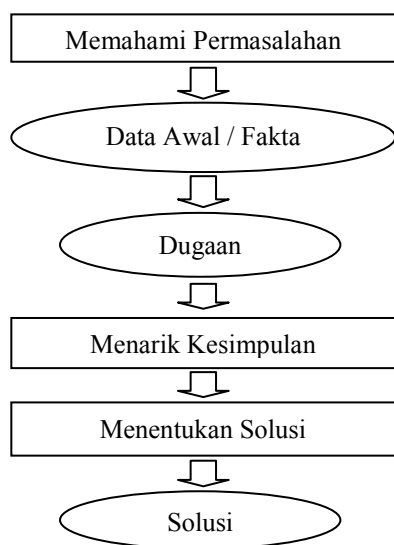 Memahami Permasalahan
Data Awal / Fakta
Dugaan
Menarik Kesimpulan
Menentukan Solusi
Solusi